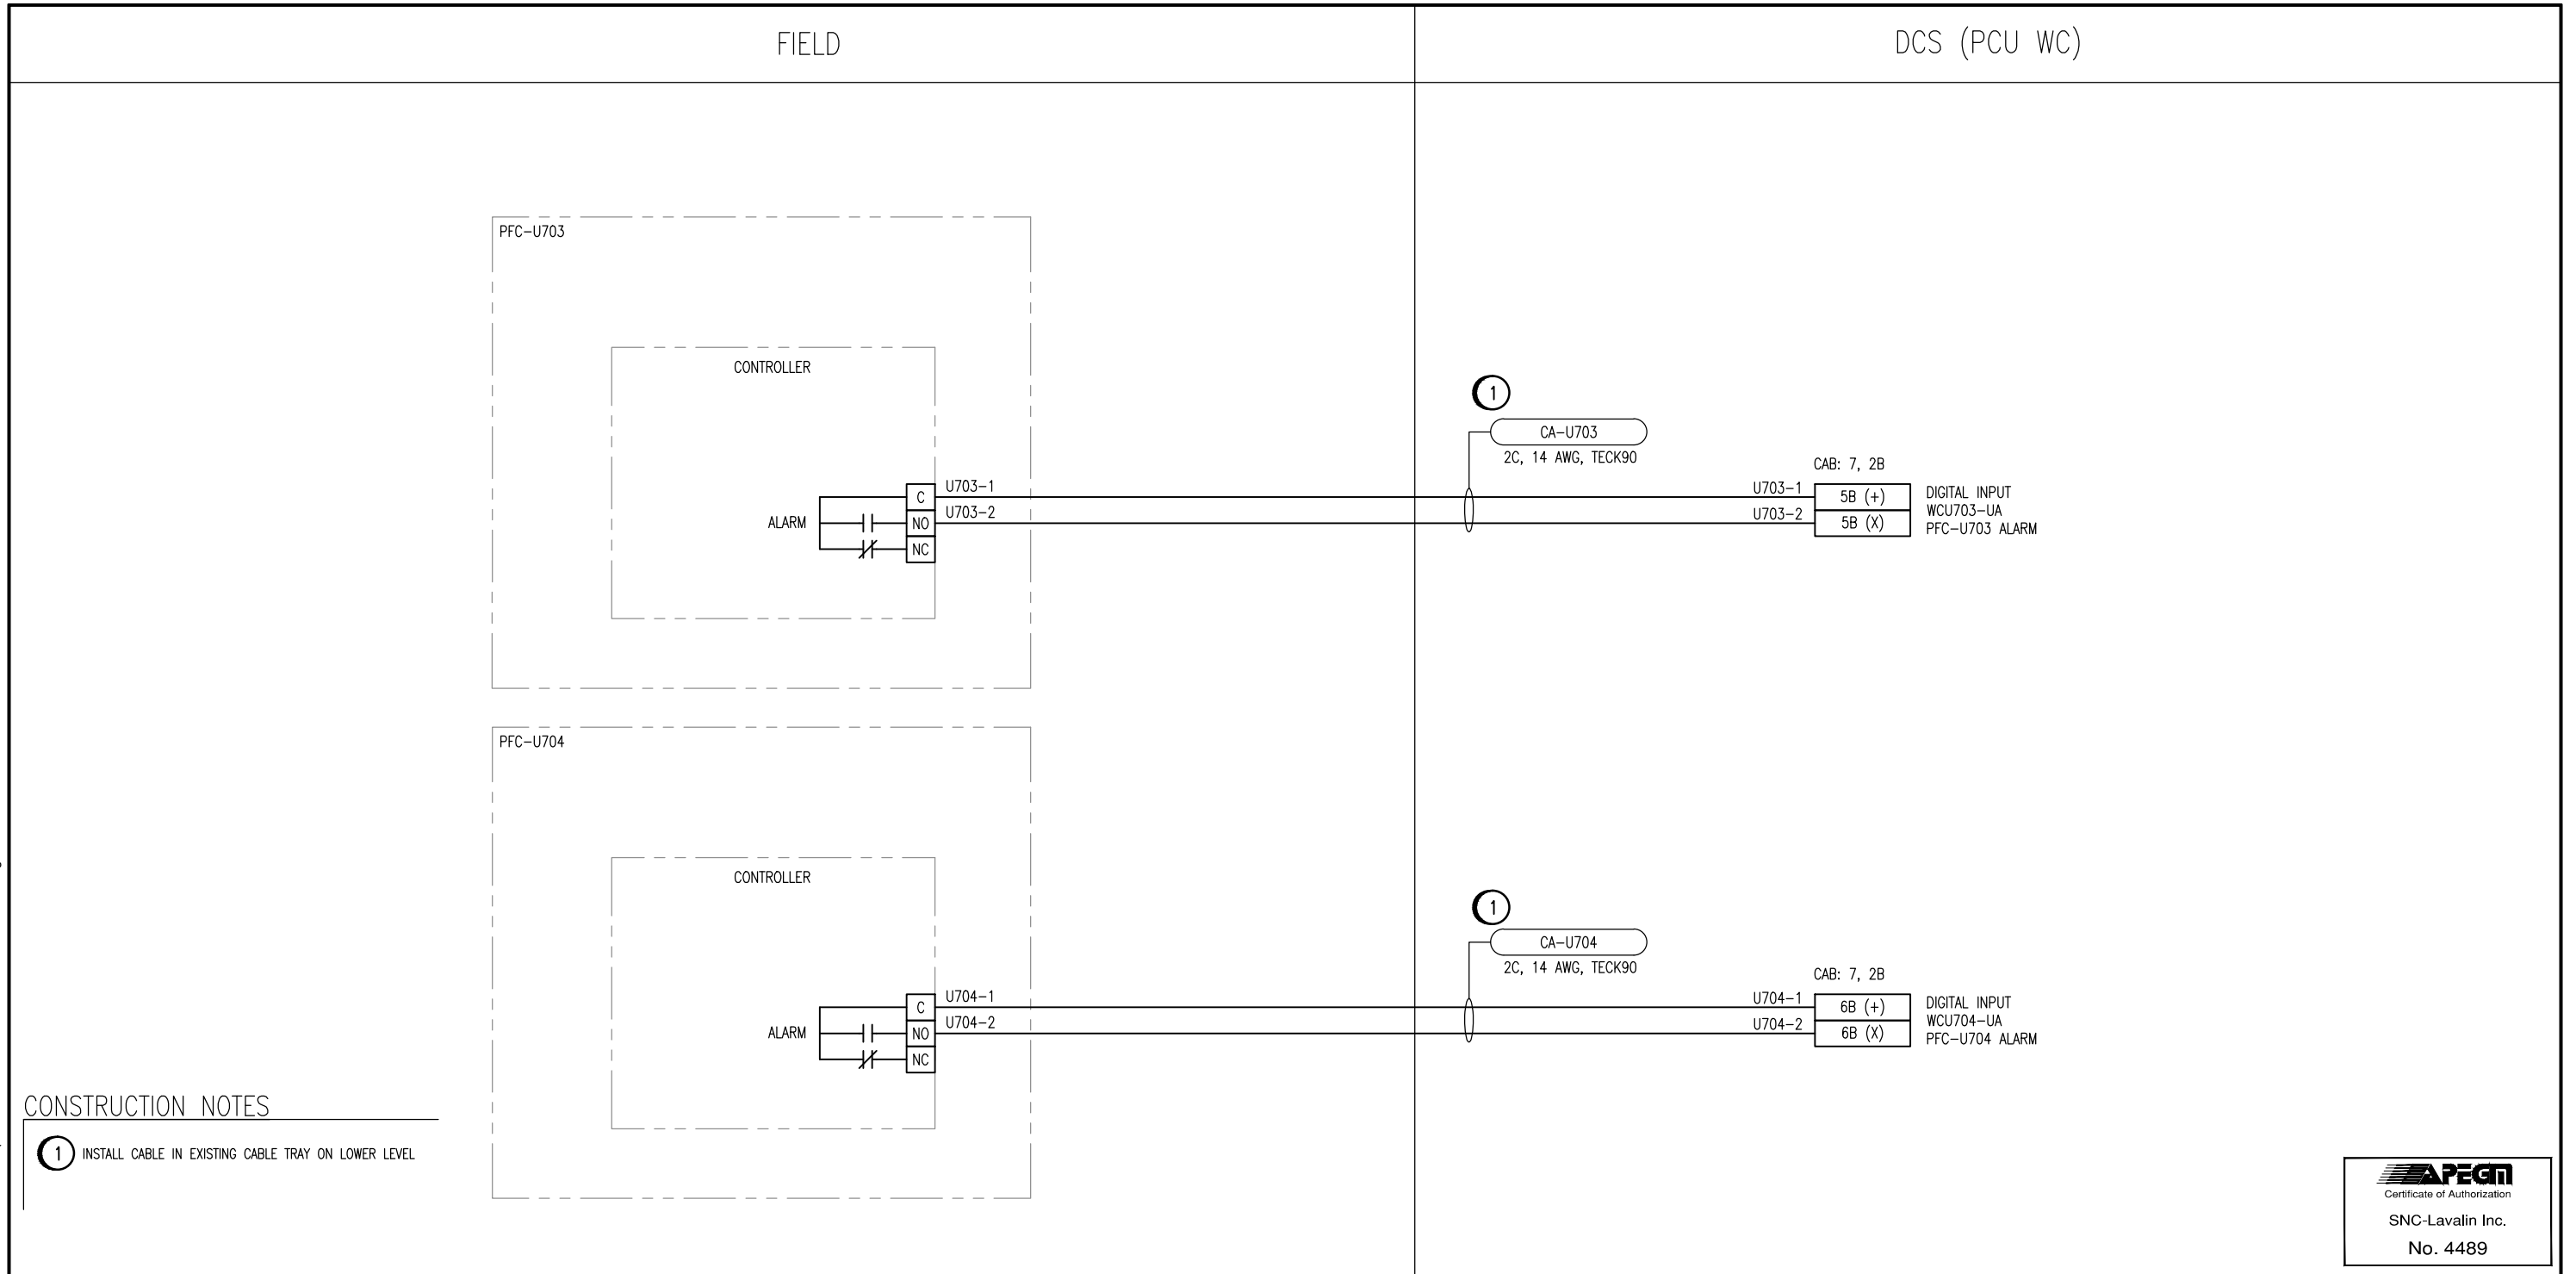 FIELD
DCS (PCU WC)
PFC-U703
CONTROLLER
1
CA-U703
2C, 14 AWG, TECK90
CAB: 7, 2B
ALARM
C
NO
NC
U703-1
U703-2
U703-1
U703-2
5B (+)
5B (X)
DIGITAL INPUT
WCU703-UA
PFC-U703 ALARM
PFC-U704
CONTROLLER
1
CA-U704
2C, 14 AWG, TECK90
CAB: 7, 2B
ALARM
C
NO
NC
U704-1
U704-2
U704-1
U704-2
6B (+)
6B (X)
DIGITAL INPUT
WCU704-UA
PFC-U704 ALARM
CONSTRUCTION NOTES
1 INSTALL CABLE IN EXISTING CABLE TRAY ON LOWER LEVEL
APEGM
Certificate of Authorization
SNC-Lavalin Inc.
No. 4489